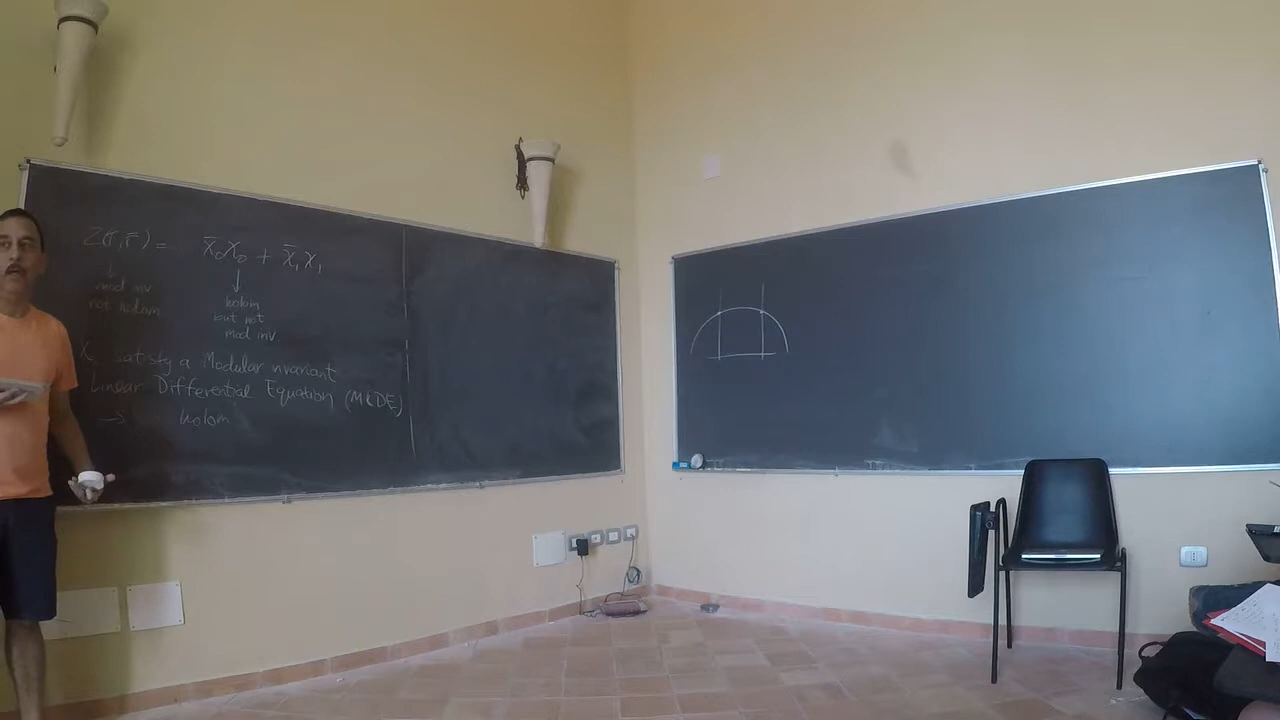 Z(τ, τ̄) = χ̄₀χ₀ + χ̄₁χ₁
↓ ↓
mod inv
not holom
holom
but not
mod inv
χᵢ satisfy a Modular invariant
Linear Differential Equation (MLDE)
→ holom